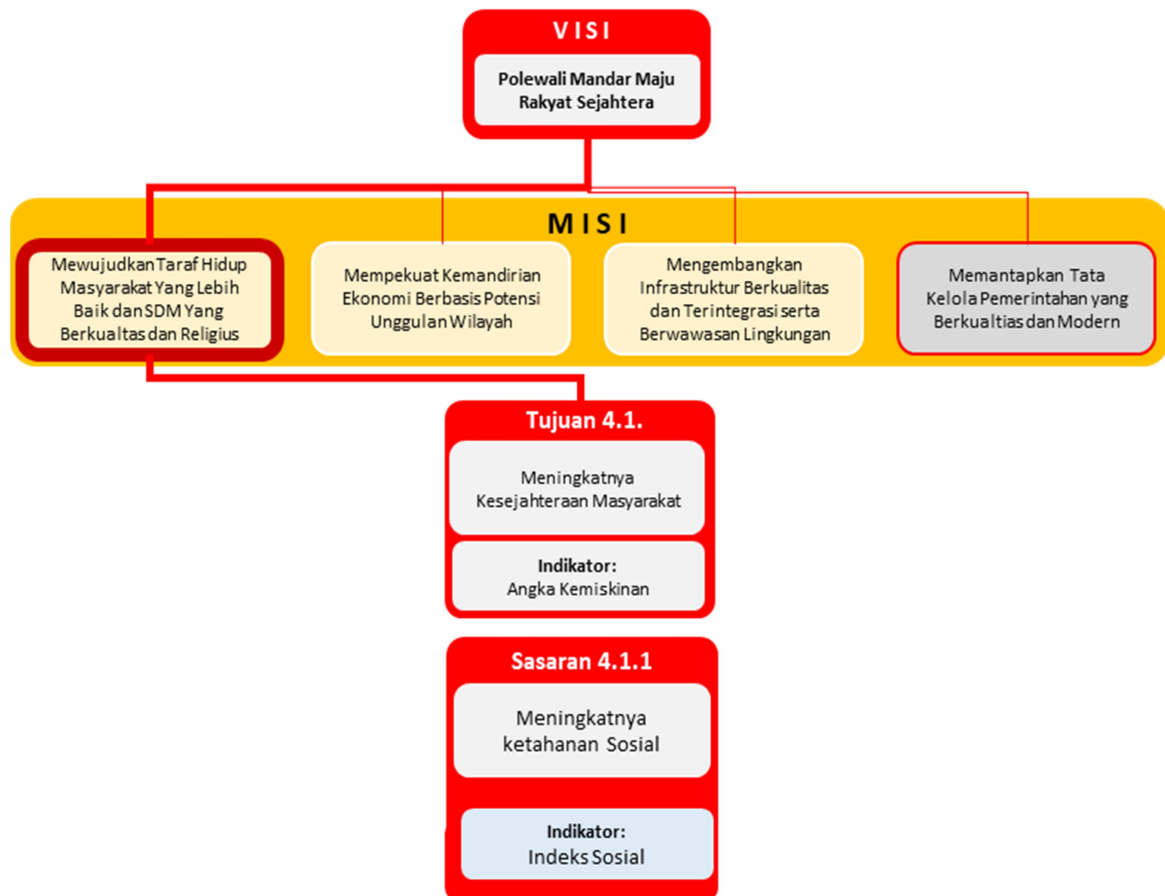 V I S I
Polewali Mandar Maju
Rakyat Sejahtera
M I S I
Mewujudkan Taraf Hidup
Masyarakat Yang Lebih
Baik dan SDM Yang
Berkualtas dan Religius
Mempekuat Kemandirian
Ekonomi Berbasis Potensi
Unggulan Wilayah
Mengembangkan
Infrastruktur Berkualitas
dan Terintegrasi serta
Berwawasan Lingkungan
Memantapkan Tata
Kelola Pemerintahan yang
Berkualtias dan Modern
Tujuan 4.1.
Meningkatnya
Kesejahteraan Masyarakat
Indikator:
Angka Kemiskinan
Sasaran 4.1.1
Meningkatnya
ketahanan Sosial
Indikator:
Indeks Sosial